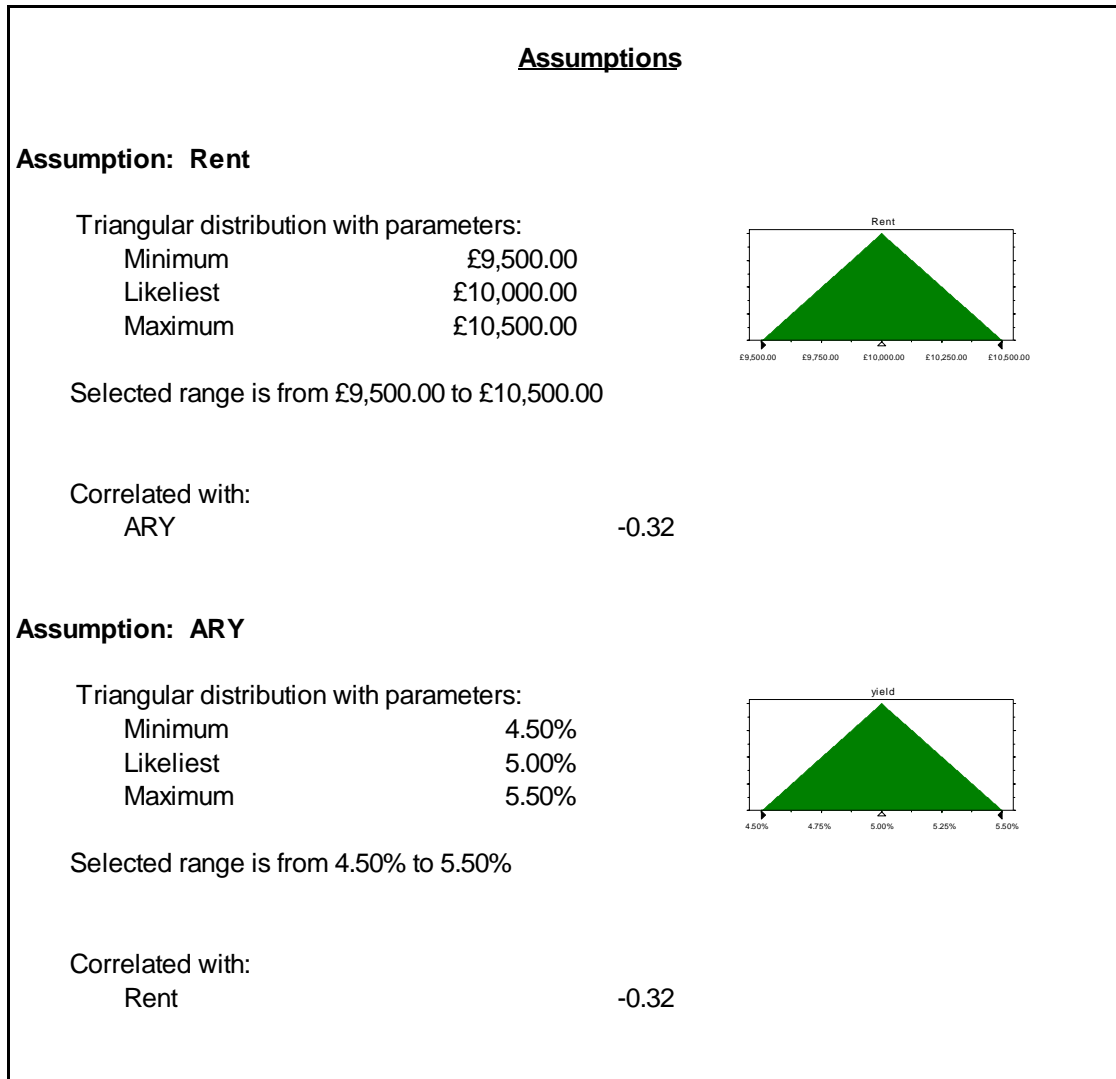 Assumptions
Assumption: Rent
Triangular distribution with parameters:
Minimum £9,500.00
Likeliest £10,000.00
Maximum £10,500.00
Rent
£9,500.00 £9,750.00 £10,000.00 £10,250.00 £10,500.00
Selected range is from £9,500.00 to £10,500.00
Correlated with:
ARY -0.32
Assumption: ARY
Triangular distribution with parameters:
Minimum 4.50%
Likeliest 5.00%
Maximum 5.50%
yield
4.50% 4.75% 5.00% 5.25% 5.50%
Selected range is from 4.50% to 5.50%
Correlated with:
Rent -0.32